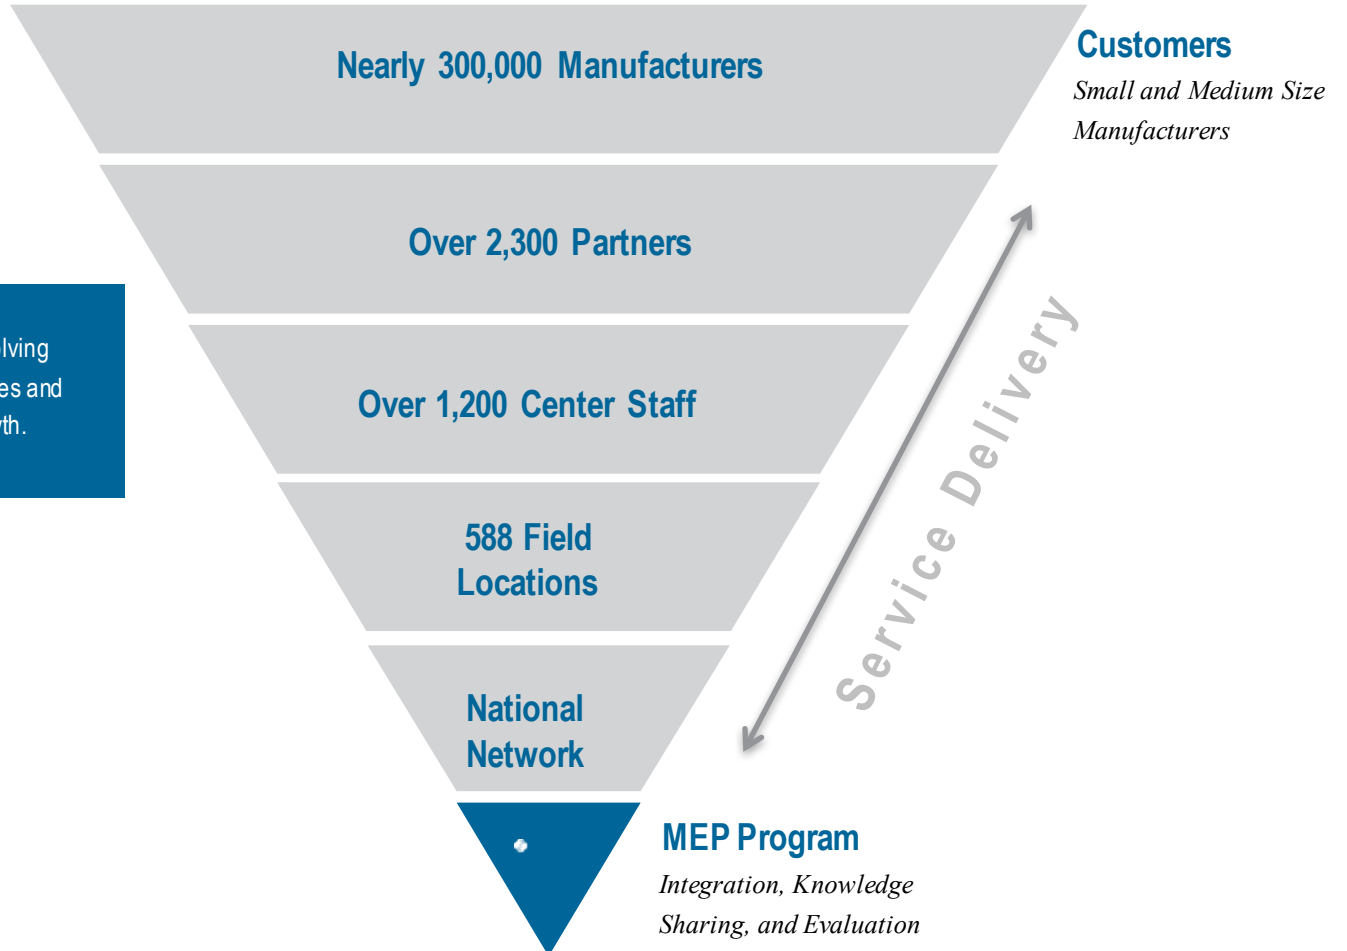 Nearly 300,000 Manufacturers
Customers
Small and Medium Size
Manufacturers
Over 2,300 Partners
Over 1,200 Center Staff
588 Field
Locations
Service Delivery
National
Network
MEP Program
Integration, Knowledge
Sharing, and Evaluation
and